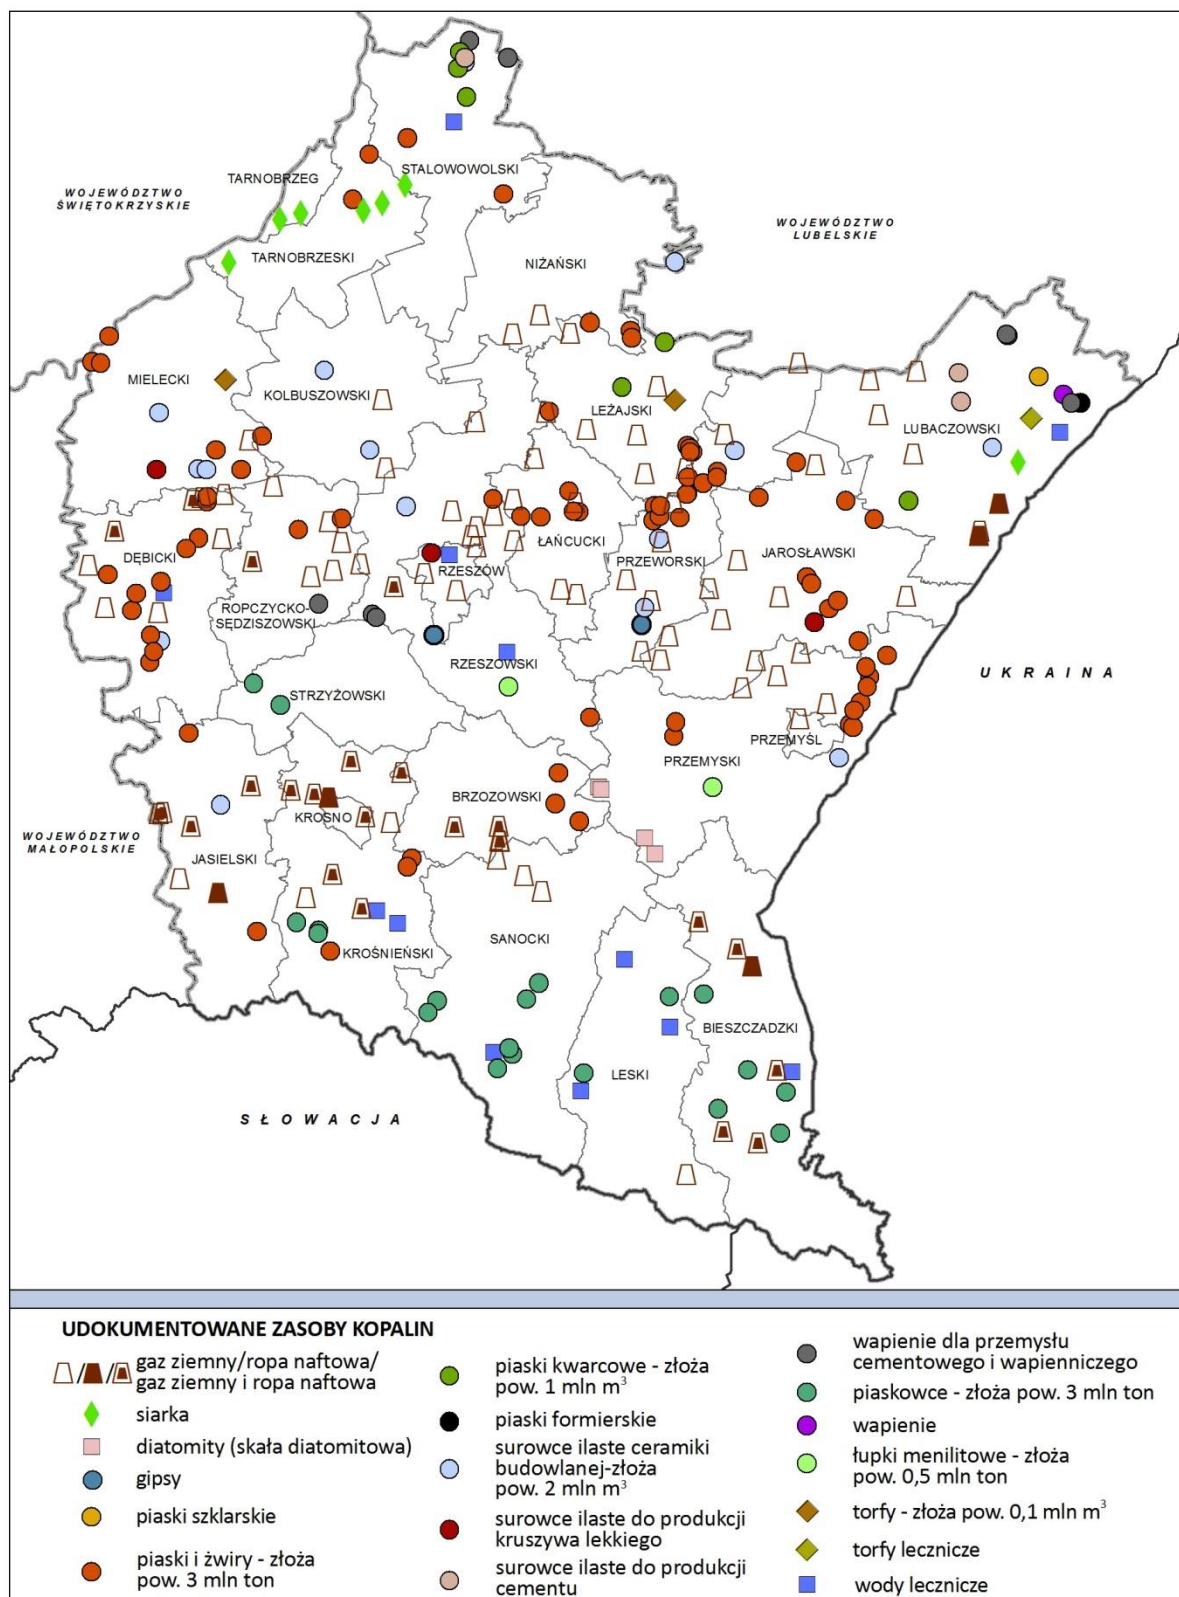 TARNOBRZEG
STALOWOWOLSKI
WOJEWÓDZTWO
ŚWIĘTOKRZYSKIE
WOJEWÓDZTWO
LUBELSKIE
TARNOBRZESKI
NIŻAŃSKI
MIELECKI
KOLBUSZOWSKI
LEŻAJSKI
LUBACZOWSKI
DĘBICKI
ŁAŃCUCKI
JAROSŁAWSKI
PRZEWORSKI
RZESZÓW
ROPCZYCKO-
SĘDZISZOWSKI
RZESZOWSKI
UKRAINA
STRZYŻOWSKI
PRZEMYŚL
PRZEMYSKI
BRZOZOWSKI
KROSNO
WOJEWÓDZTWO
MAŁOPOLSKIE
JASIELSKI
SANOCKI
KROŚNIEŃSKI
BIESZCZADZKI
LESKI
SŁOWACJA
UDOKUMENTOWANE ZASOBY KOPALIN
gaz ziemny/ropa naftowa/
gaz ziemny i ropa naftowa
siarka
diatomity (skała diatomitowa)
gipsy
piaski szklarskie
piaski i żwiry - złoża
pow. 3 mln ton
piaski kwarcowe - złoża
pow. 1 mln m³
piaski formierskie
surowce ilaste ceramiki
budowlanej-złoża
pow. 2 mln m³
surowce ilaste do produkcji
kruszywa lekkiego
surowce ilaste do produkcji
cementu
wapienie dla przemysłu
cementowego i wapienniczego
piaskowce - złoża pow. 3 mln ton
wapienie
łupki menilitowe - złoża
pow. 0,5 mln ton
torfy - złoża pow. 0,1 mln m³
torfy lecznicze
wody lecznicze